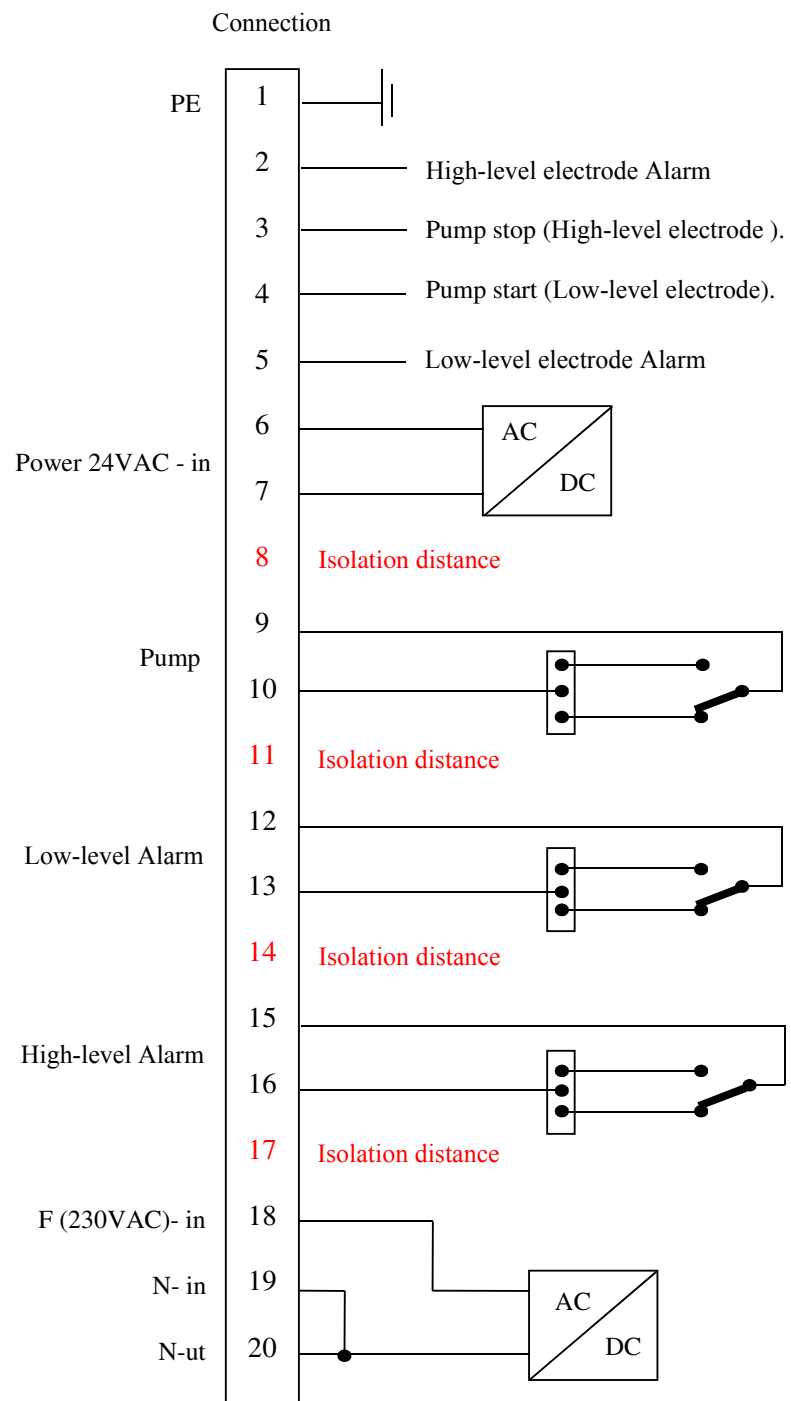 Connection
PE 1
2 High-level electrode Alarm
3 Pump stop (High-level electrode ).
4 Pump start (Low-level electrode).
5 Low-level electrode Alarm
6 AC
Power 24VAC - in
7 DC
8 Isolation distance
9
Pump
10
11 Isolation distance
12
Low-level Alarm
13
14 Isolation distance
15
High-level Alarm
16
17 Isolation distance
F (230VAC)- in 18
N- in 19 AC
N-ut 20 DC